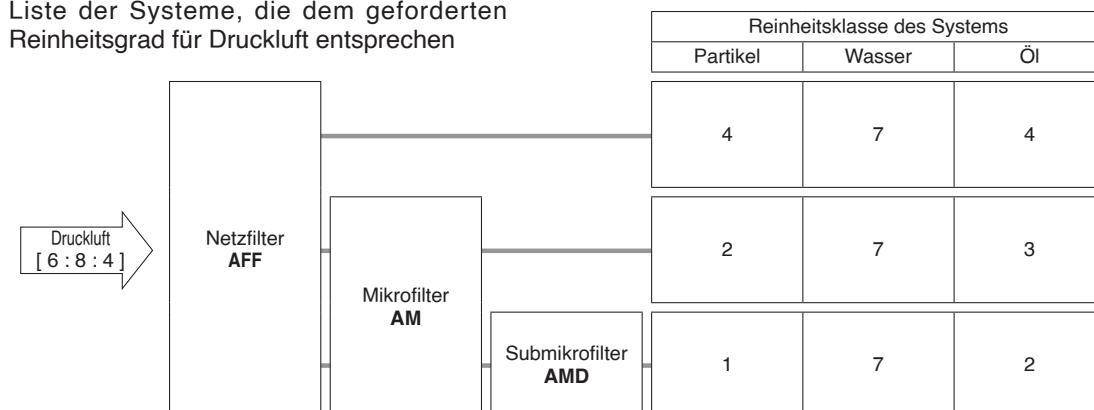 Liste der Systeme, die dem geforderten
Reinheitsgrad für Druckluft entsprechen
Reinheitsklasse des Systems
Partikel Wasser Öl
4 7 4
Druckluft
[ 6 : 8 : 4 ]
Netzfilter
AFF
2 7 3
Mikrofilter
AM
Submikrofilter
AMD
1 7 2